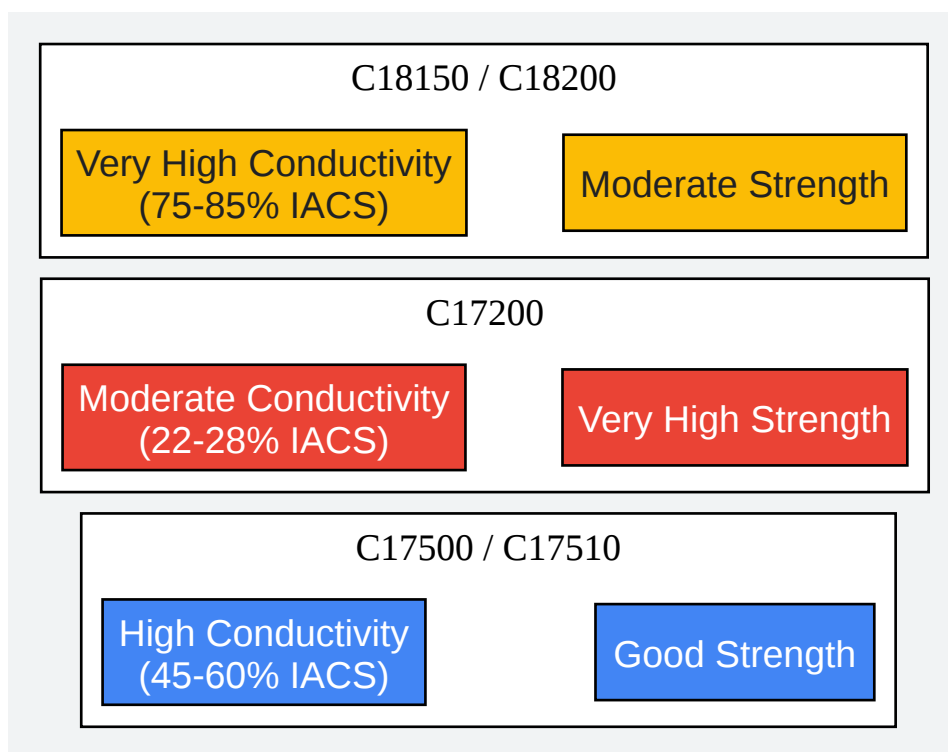 C18150 / C18200
Very High Conductivity
(75-85% IACS)
Moderate Strength
C17200
Moderate Conductivity
(22-28% IACS)
Very High Strength
C17500 / C17510
High Conductivity
(45-60% IACS)
Good Strength